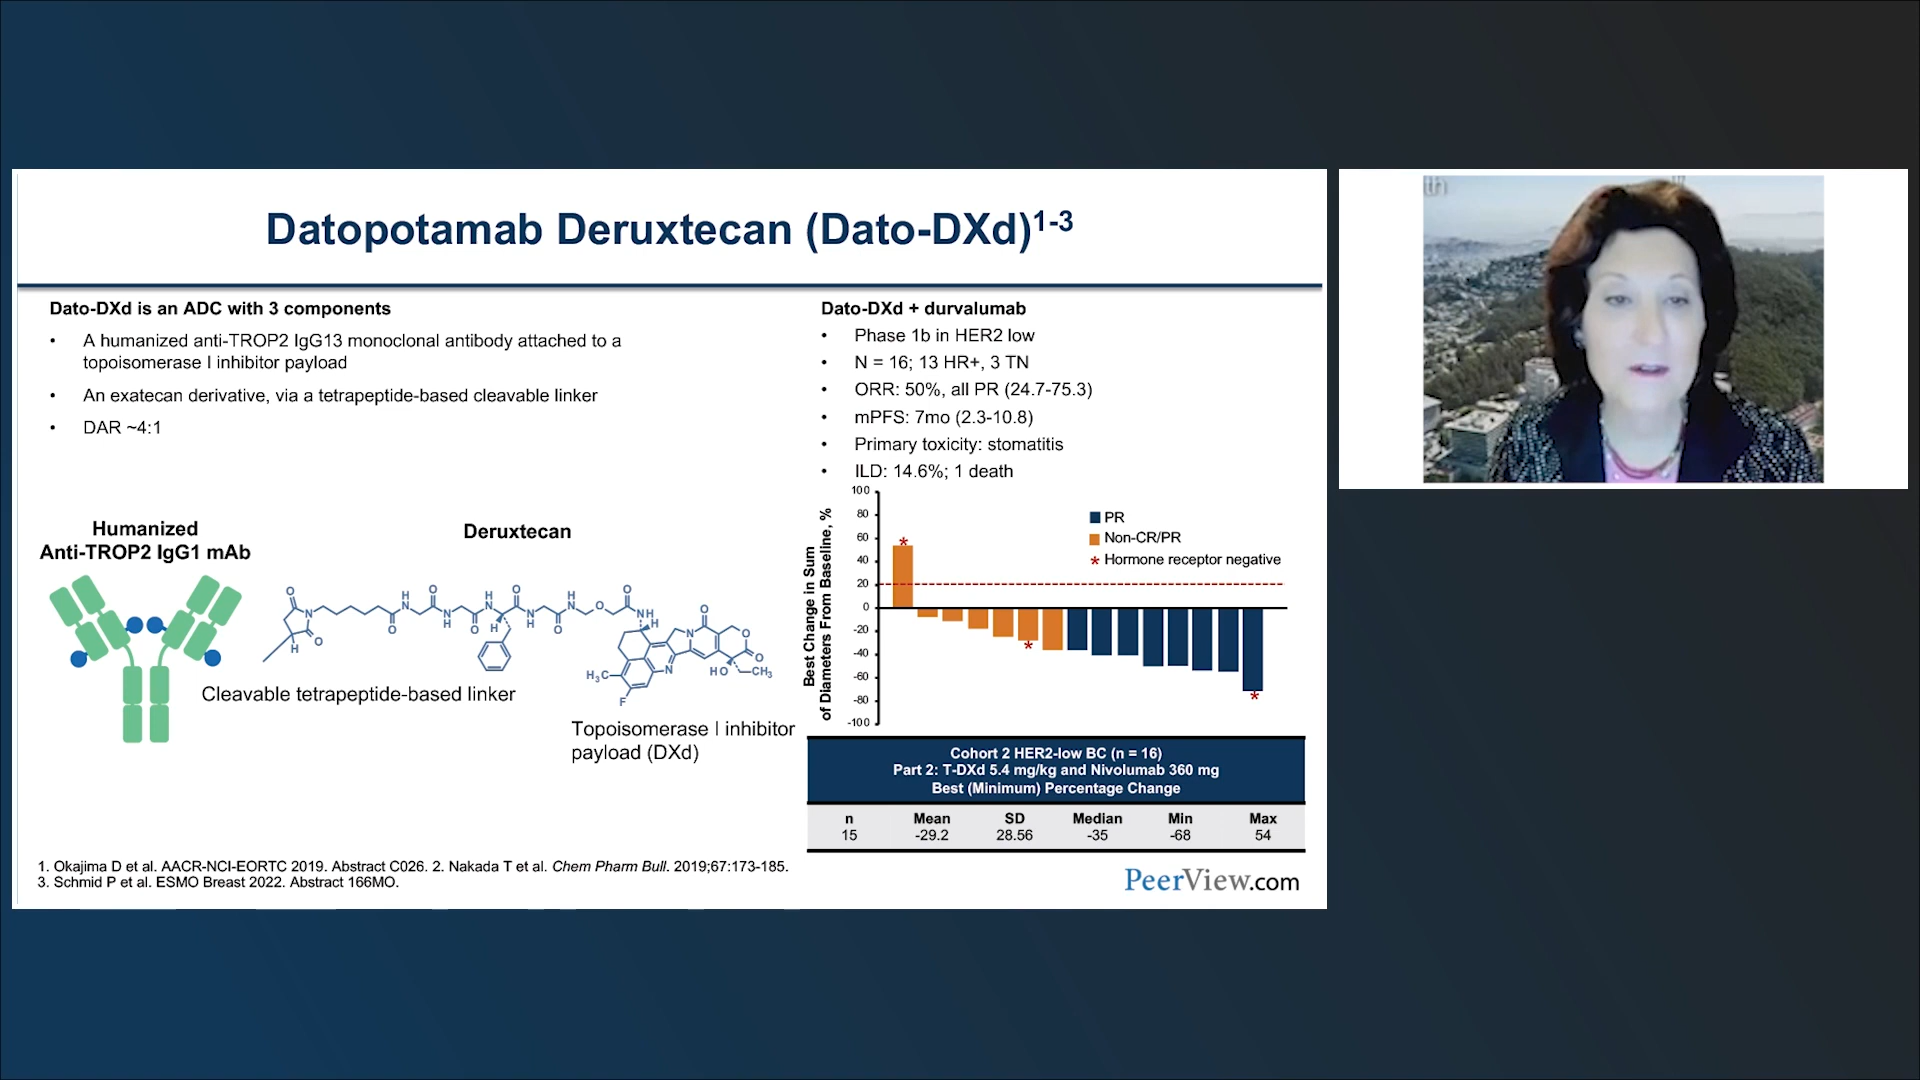 Datopotamab Deruxtecan (Dato-DXd)1-3
Dato-DXd is an ADC with 3 components
• A humanized anti-TROP2 IgG13 monoclonal antibody attached to a
topoisomerase I inhibitor payload
• An exatecan derivative, via a tetrapeptide-based cleavable linker
• DAR ~4:1
Humanized
Anti-TROP2 IgG1 mAb
Deruxtecan
O
N
O
H
O
H
N
O
N
H
O
H
N
H
O
N
H
O
H
N
O
O
NH
H
H3C
F
N
N
O
O
O
HO
CH3
Cleavable tetrapeptide-based linker
Topoisomerase I inhibitor
payload (DXd)
Dato-DXd + durvalumab
• Phase 1b in HER2 low
• N = 16; 13 HR+, 3 TN
• ORR: 50%, all PR (24.7-75.3)
• mPFS: 7mo (2.3-10.8)
• Primary toxicity: stomatitis
• ILD: 14.6%; 1 death
Best Change in Sum
of Diameters From Baseline, %
100
80
60
40
20
0
-20
-40
-60
-80
-100
PR
Non-CR/PR
* Hormone receptor negative
*
*
*
Cohort 2 HER2-low BC (n = 16)
Part 2: T-DXd 5.4 mg/kg and Nivolumab 360 mg
Best (Minimum) Percentage Change
n Mean SD Median Min Max
15 -29.2 28.56 -35 -68 54
1. Okajima D et al. AACR-NCI-EORTC 2019. Abstract C026. 2. Nakada T et al. Chem Pharm Bull. 2019;67:173-185.
3. Schmid P et al. ESMO Breast 2022. Abstract 166MO.
PeerView.com
th